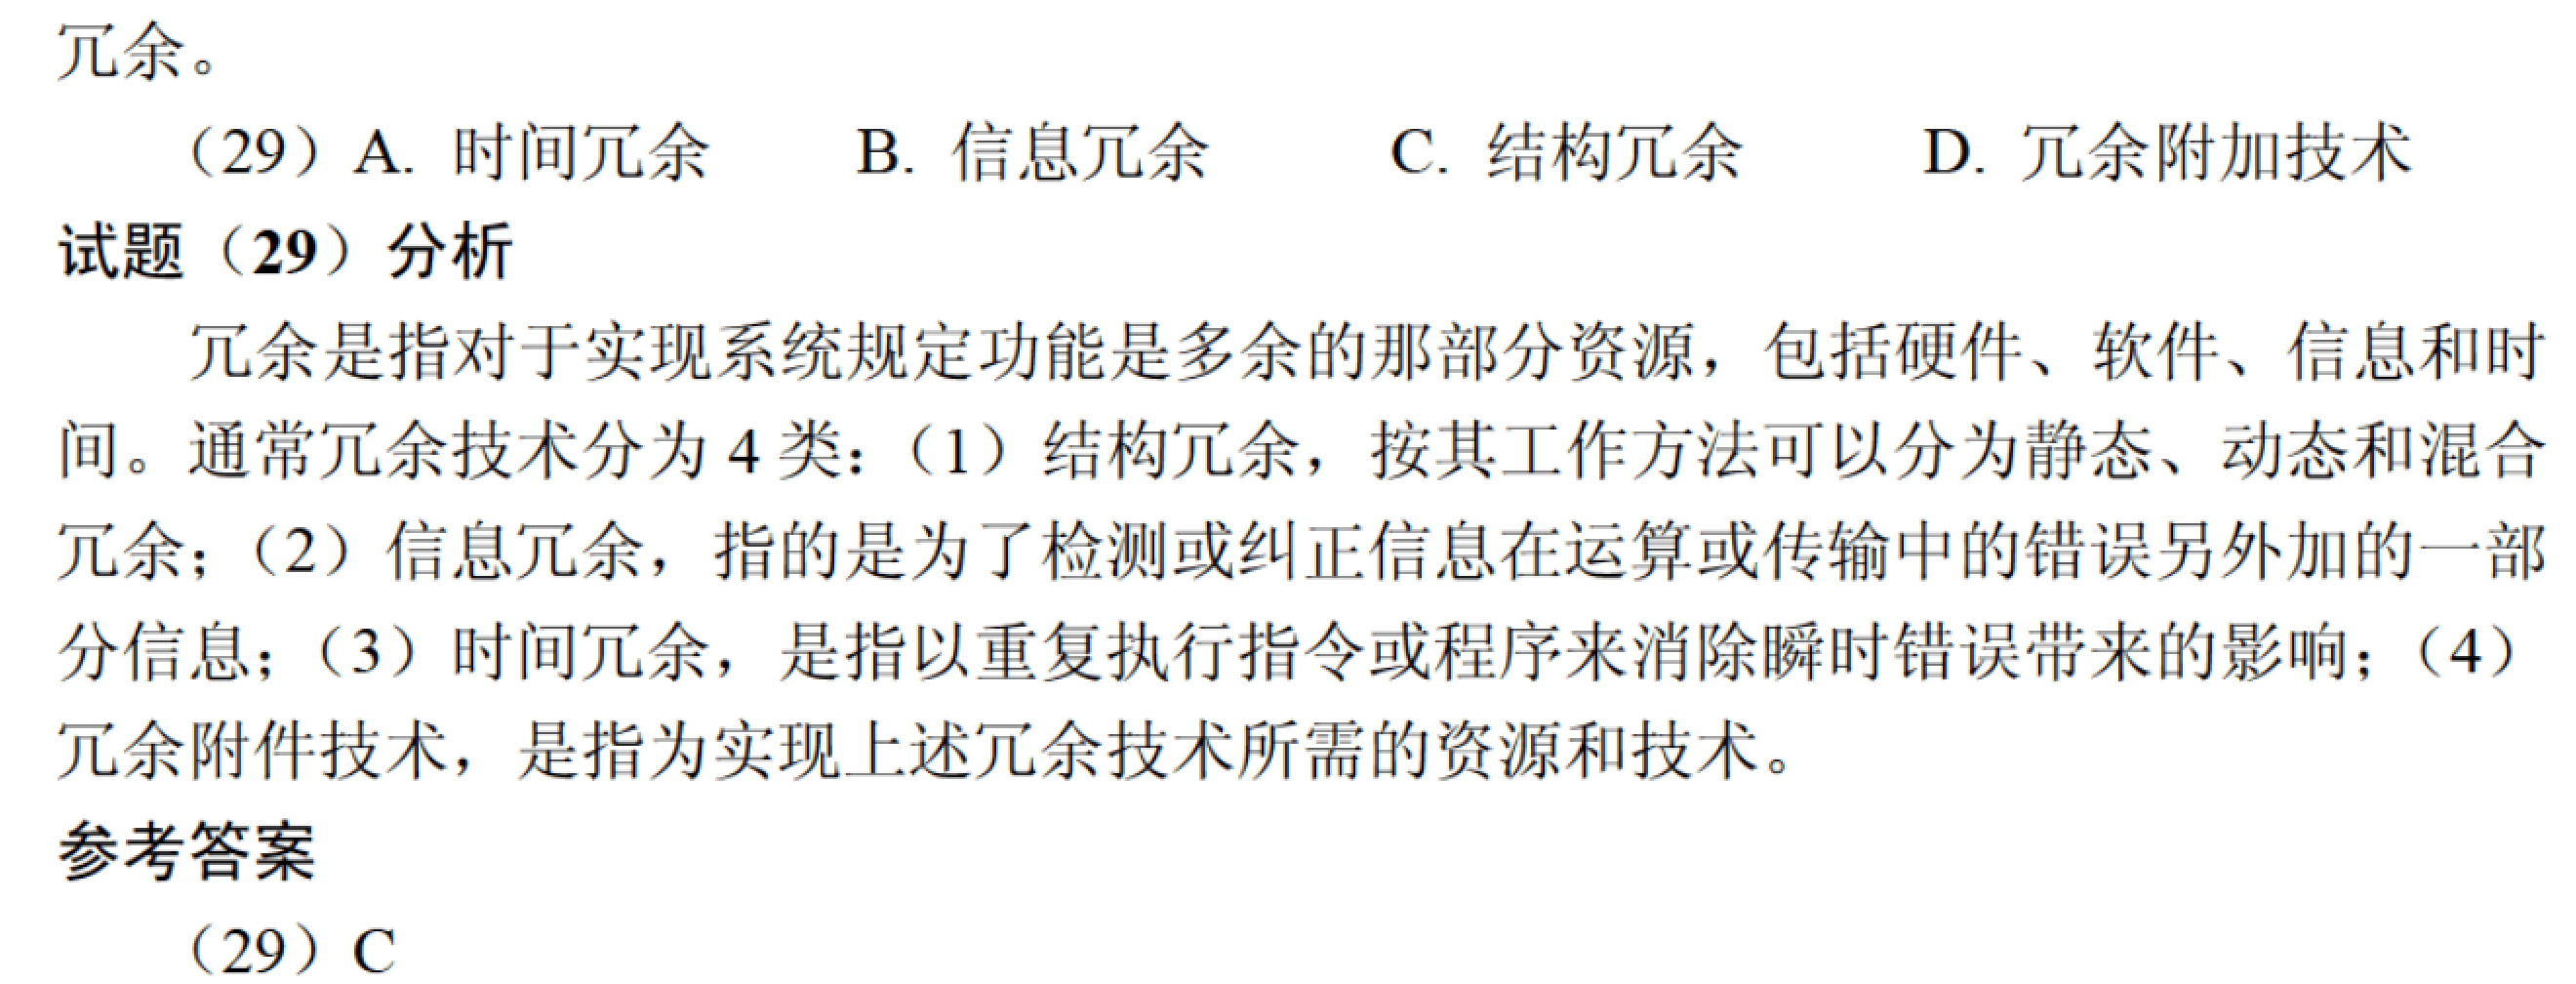 冗余。
（29）A. 时间冗余 B. 信息冗余 C. 结构冗余 D. 冗余附加技术
试题（29）分析
冗余是指对于实现系统规定功能是多余的那部分资源，包括硬件、软件、信息和时
间。通常冗余技术分为 4 类：（1）结构冗余，按其工作方法可以分为静态、动态和混合
冗余；（2）信息冗余，指的是为了检测或纠正信息在运算或传输中的错误另外加的一部
分信息；（3）时间冗余，是指以重复执行指令或程序来消除瞬时错误带来的影响；（4）
冗余附件技术，是指为实现上述冗余技术所需的资源和技术。
参考答案
（29）C